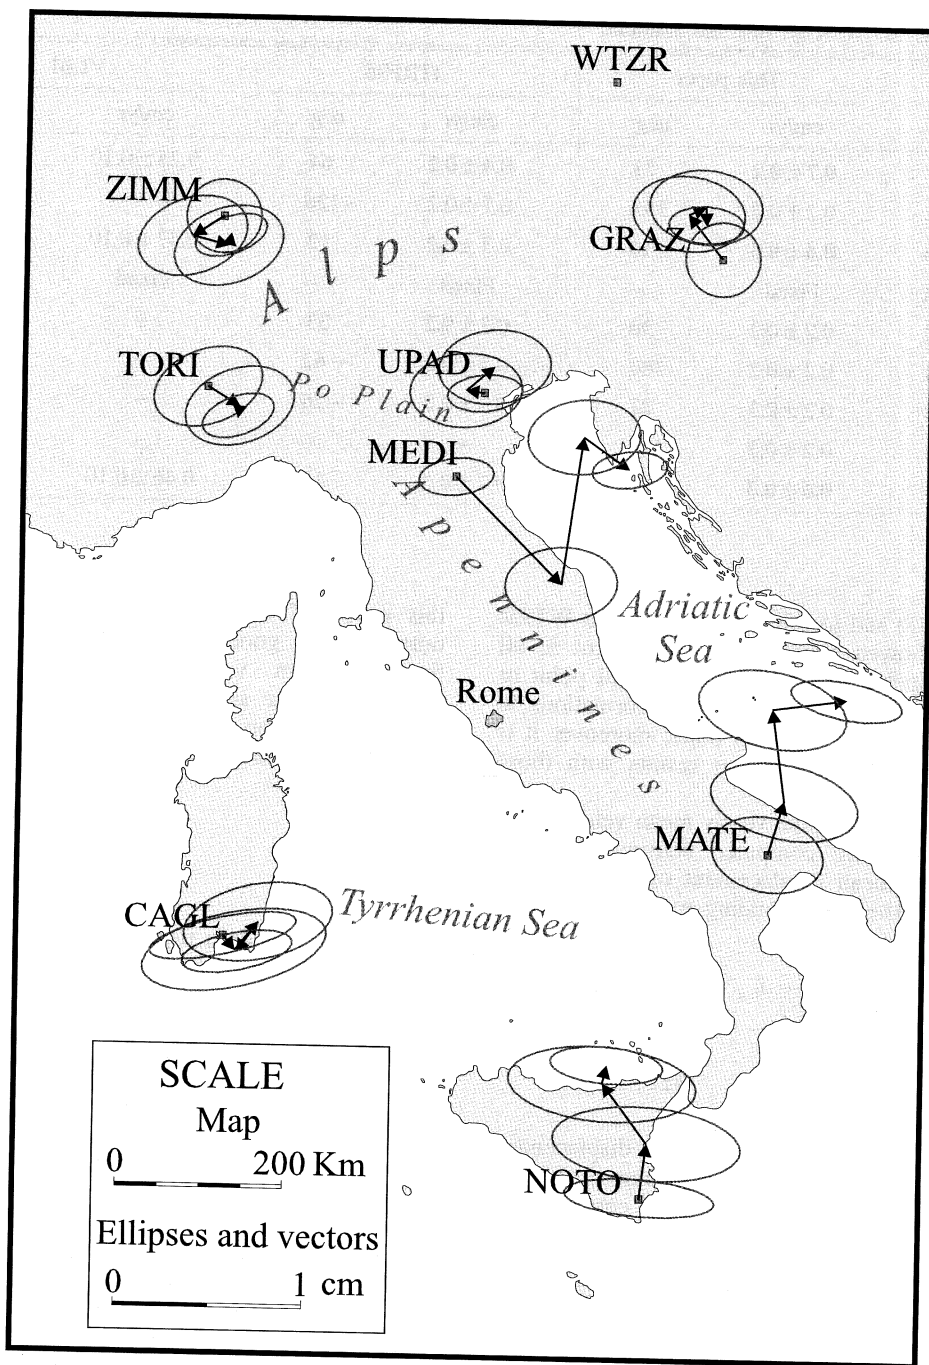 WTZR
ZIMM
GRAZ
Alps
TORI
UPAD
Po Plain
MEDI
Apennines
Adriatic
Sea
Rome
MATE
CAGL
Tyrrhenian Sea
NOTO
SCALE
Map
0 200 Km
Ellipses and vectors
0 1 cm